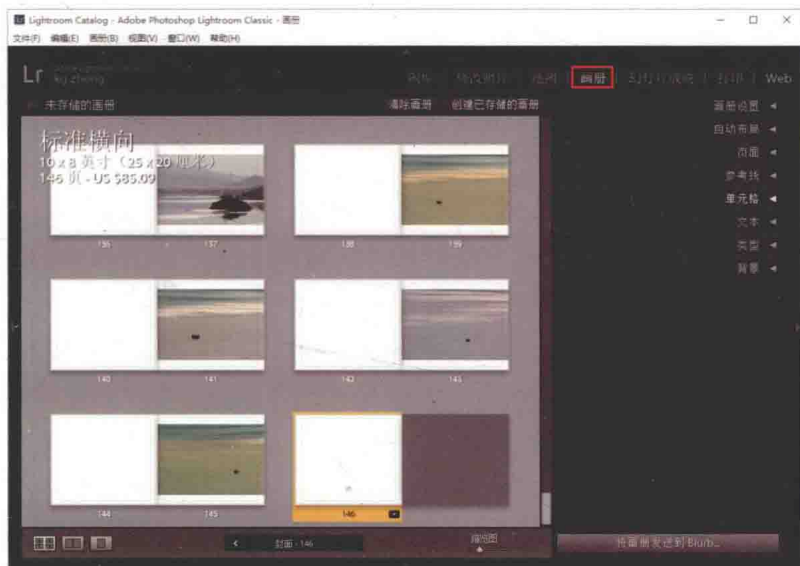 Lightroom Catalog - Adobe Photoshop Lightroom Classic - 画册
文件(F) 编辑(E) 画册(B) 视图(V) 窗口(W) 帮助(H)
Lr
画册 Web
未存储的画册 清除画册 创建已存储的画册
画册设置
自动布局
页面
参考线
单元格
文本
类型
背景
标准横向
10 x 8 英寸 (25 x 20 厘米)
146 页 - US $85.09
136 137 138 139
140 141 142 143
144 145 146
封面 - 146 缩览图
将画册发送到 Blurb...